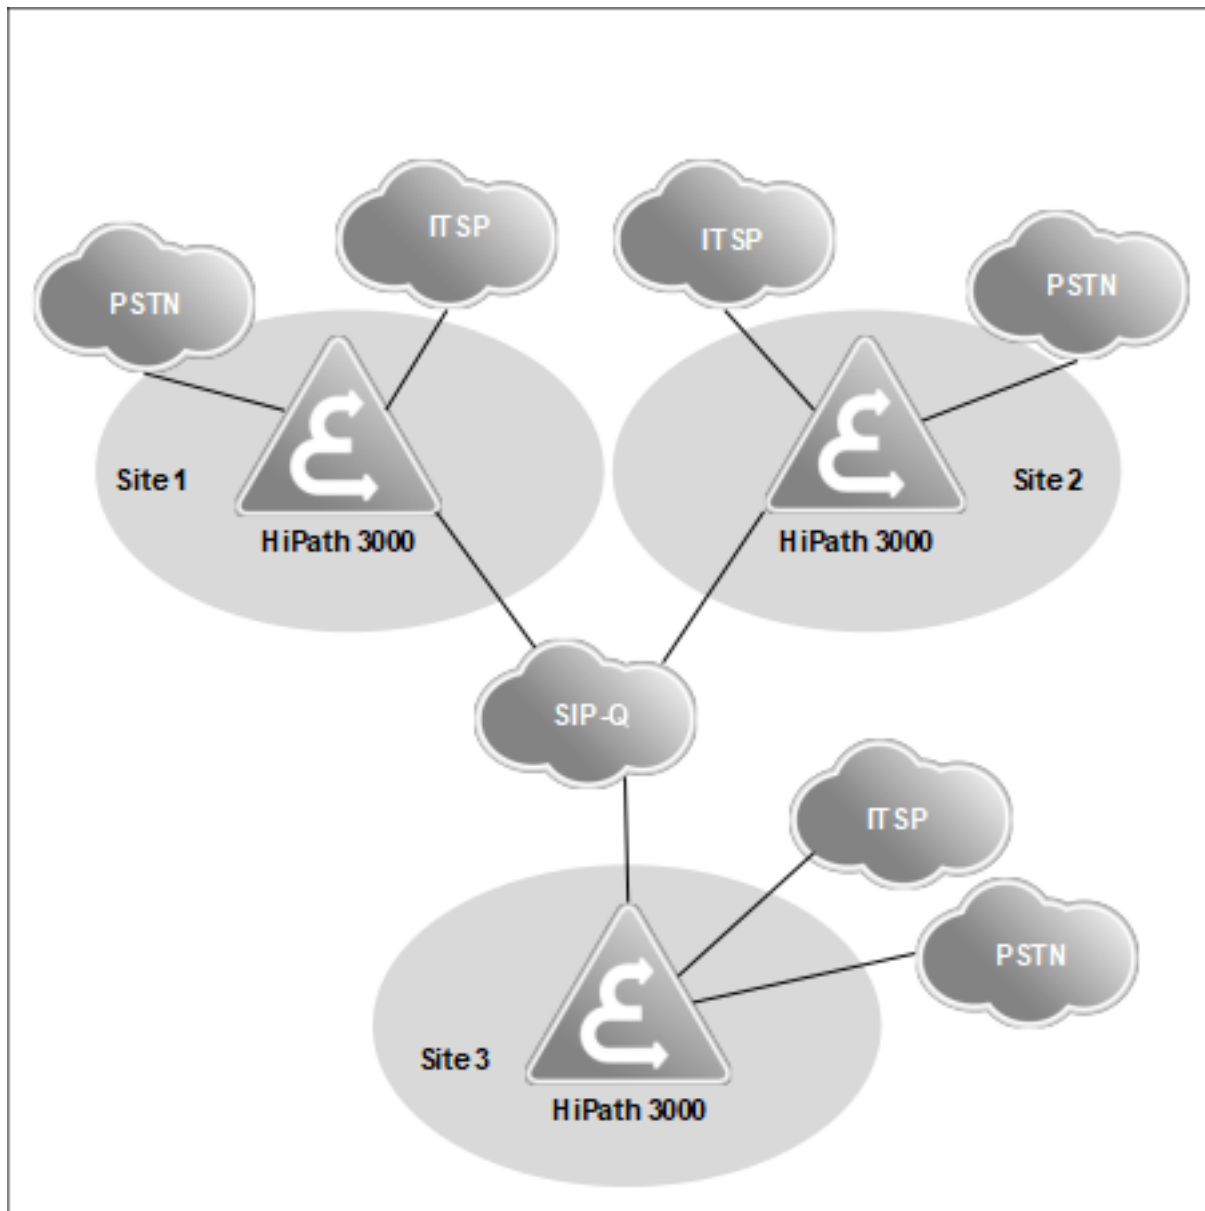 ITSP
ITSP
PSTN
PSTN
Site 1
Site 2
HiPath 3000
HiPath 3000
SIP-Q
ITSP
PSTN
Site 3
HiPath 3000